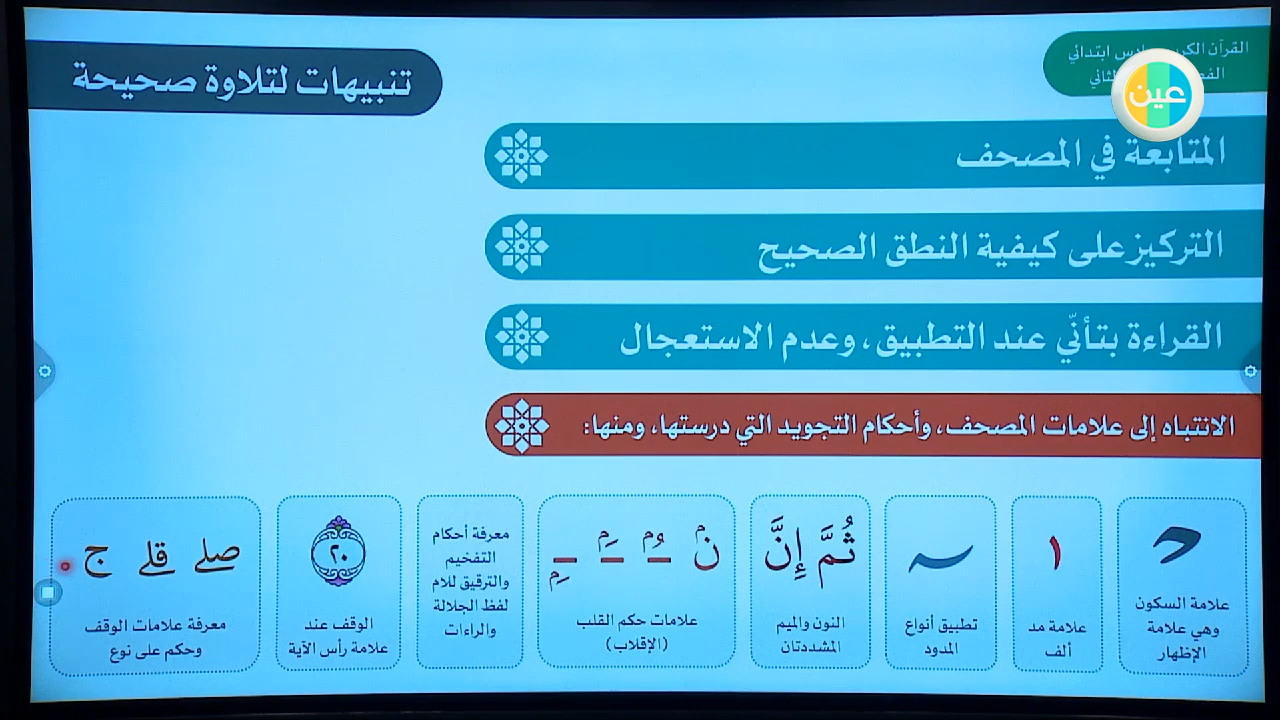 القرآن الكريم سادس ابتدائي
الثاني
عين
تنبيهات لتلاوة صحيحة
المتابعة في المصحف
التركيز على كيفية النطق الصحيح
القراءة بتأنّي عند التطبيق، وعدم الاستعجال
الانتباه إلى علامات المصحف، وأحكام التجويد التي درستها، ومنها:
علامة السكون
وهي علامة
الإظهار
ا
علامة مد
ألف
تطبيق أنواع
المدود
ثُمَّ إِنَّ
النون والميم
المشددتان
علامات حكم القلب
(الإقلاب)
معرفة أحكام
التفخيم
والترقيق للام
لفظ الجلالة
والراءات
٢٠
الوقف عند
علامة رأس الآية
صلے قلے ج
معرفة علامات الوقف
وحكم على نوع